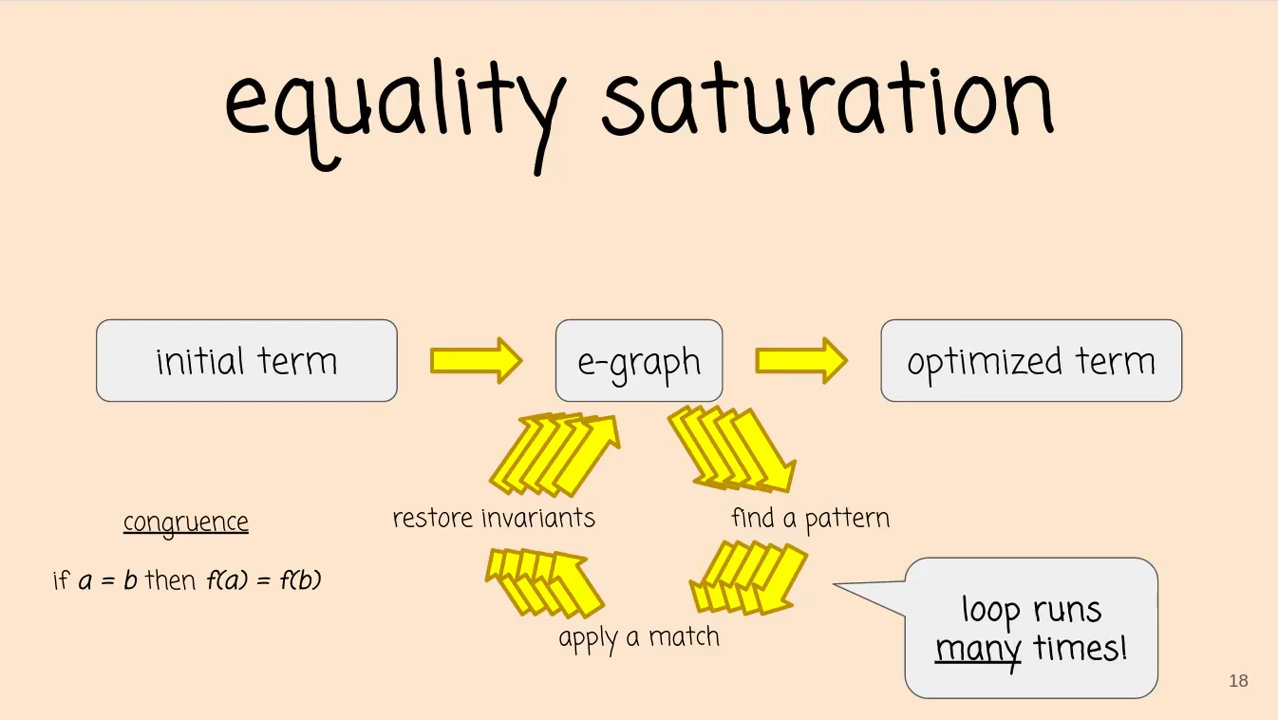 equality saturation
initial term
e-graph
optimized term
restore invariants
find a pattern
congruence
if a = b then f(a) = f(b)
apply a match
loop runs
many times!
18